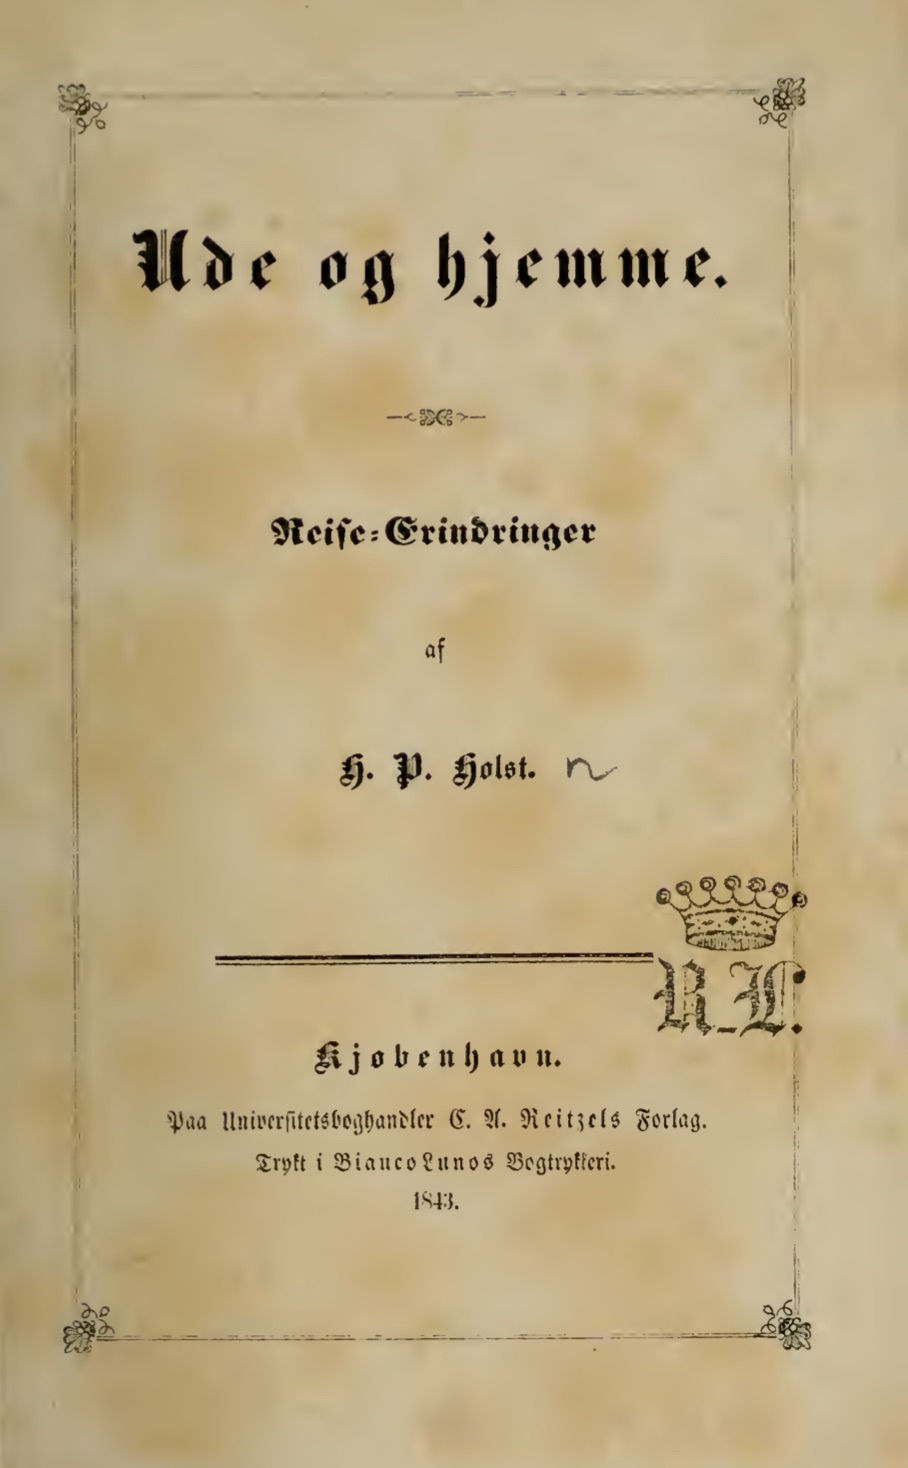 Ude og hjemme.
Reise-Erindringer
af
H. P. Holst.
Kjøbenhavn.
Paa Universitetsboghandler C. A. Reitzels Forlag.
Trykt i Bianco Lunos Bogtrykkeri.
1843.